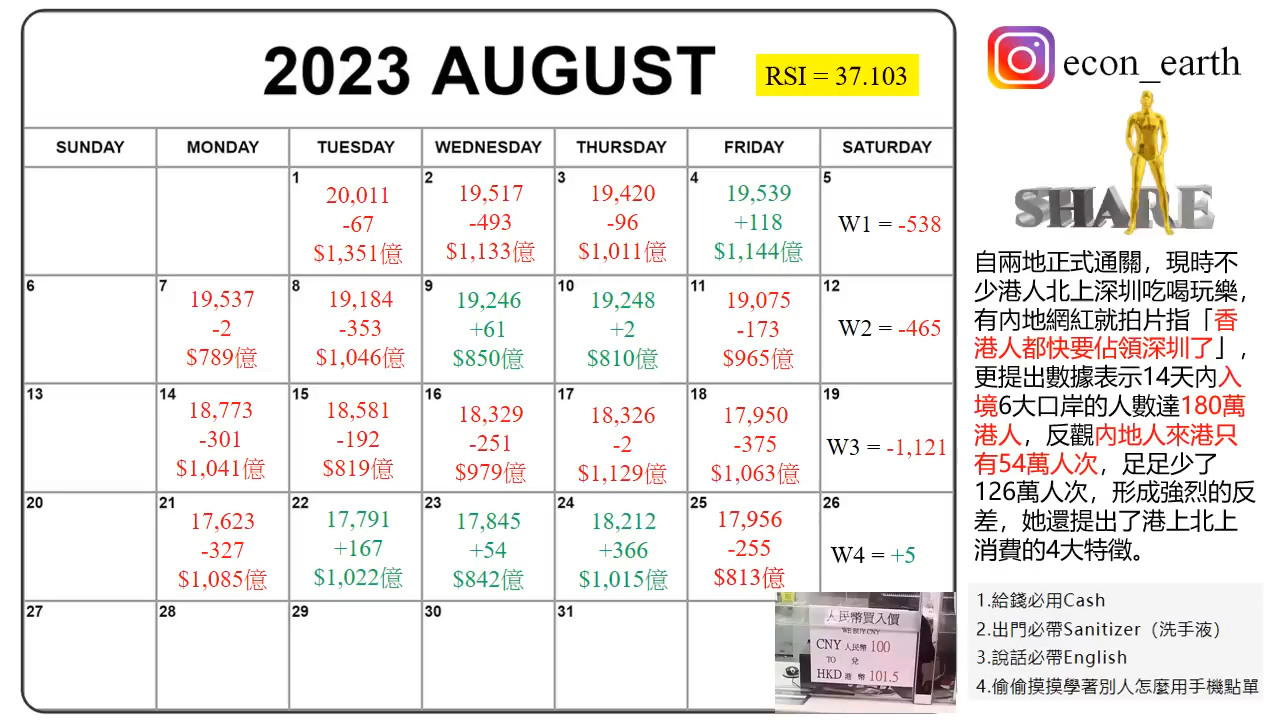 2023 AUGUST
RSI = 37.103
SUNDAY MONDAY TUESDAY WEDNESDAY THURSDAY FRIDAY SATURDAY
1
20,011
-67
$1,351億
2
19,517
-493
$1,133億
3
19,420
-96
$1,011億
4
19,539
+118
$1,144億
5
W1 = -538
6
7
19,537
-2
$789億
8
19,184
-353
$1,046億
9
19,246
+61
$850億
10
19,248
+2
$810億
11
19,075
-173
$965億
12
W2 = -465
13
14
18,773
-301
$1,041億
15
18,581
-192
$819億
16
18,329
-251
$979億
17
18,326
-2
$1,129億
18
17,950
-375
$1,063億
19
W3 = -1,121
20
21
17,623
-327
$1,085億
22
17,791
+167
$1,022億
23
17,845
+54
$842億
24
18,212
+366
$1,015億
25
17,956
-255
$813億
26
W4 = +5
27
28
29
30
31
人民幣買入價
WE BUY CNY
CNY 人民幣 100
TO 兌
HKD 港幣 101.5
econ_earth
SHARE
自兩地正式通關，現時不
少港人北上深圳吃喝玩樂，
有內地網紅就拍片指「香
港人都快要佔領深圳了」，
更提出數據表示14天內入
境6大口岸的人數達180萬
港人，反觀內地人來港只
有54萬人次，足足少了
126萬人次，形成強烈的反
差，她還提出了港上北上
消費的4大特徵。
1.給錢必用Cash
2.出門必帶Sanitizer（洗手液）
3.說話必帶English
4.偷偷摸摸學著別人怎麼用手機點單